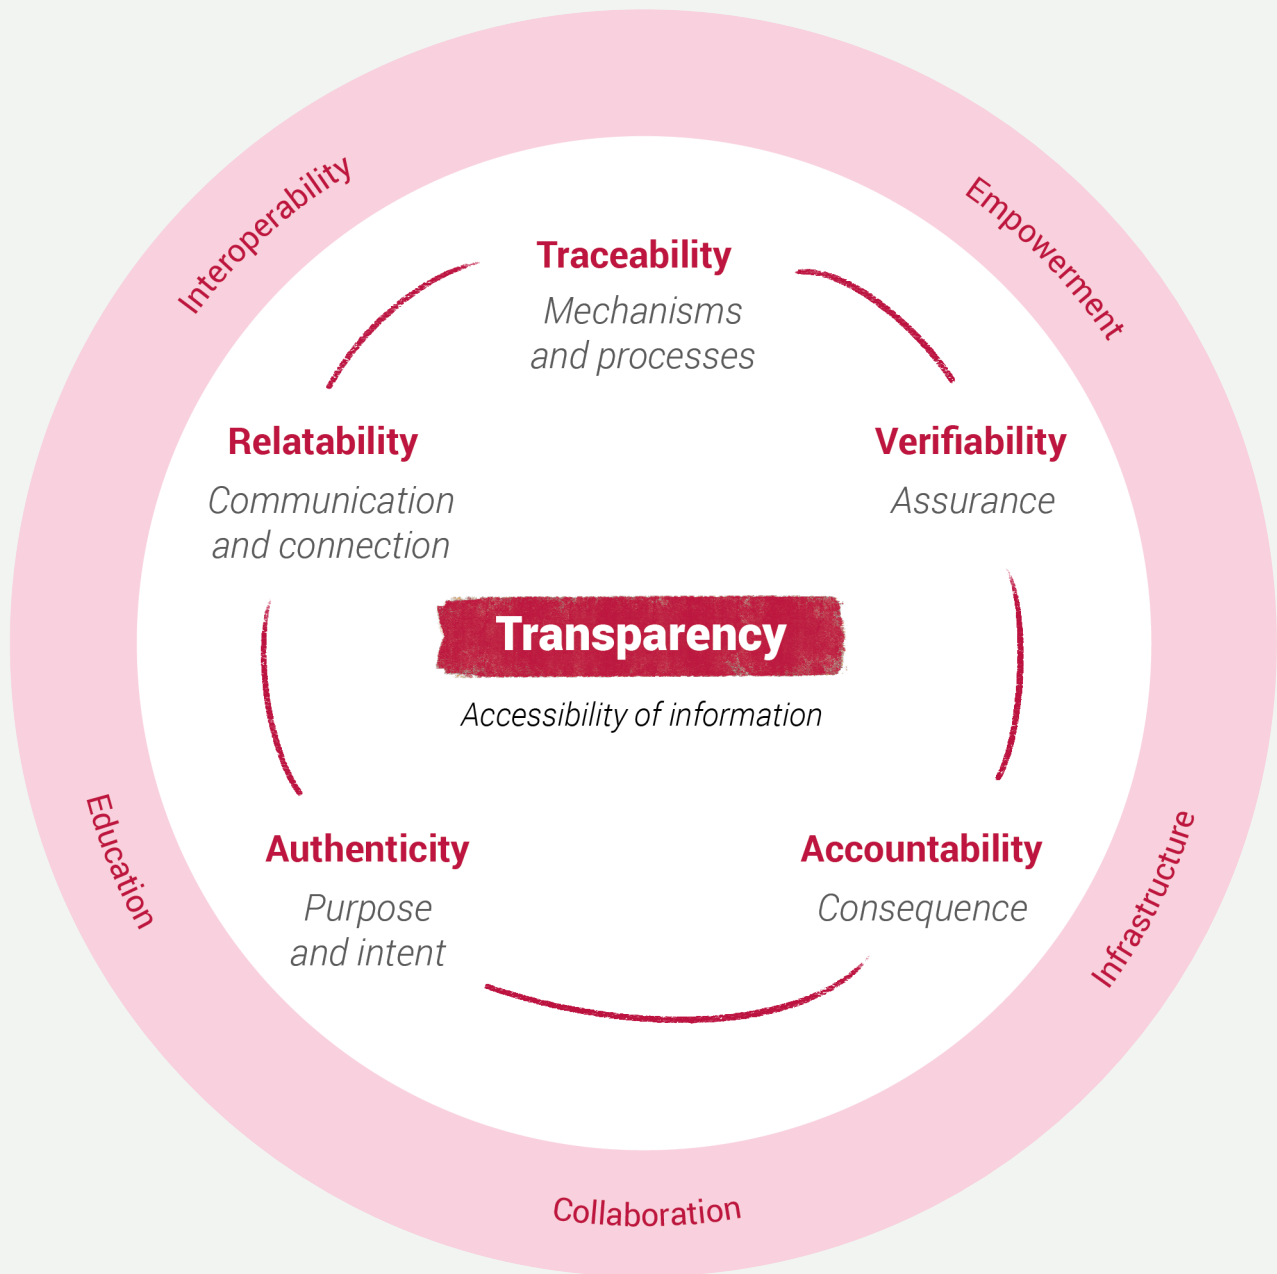 Interoperability
Empowerment
Traceability
Mechanisms
and processes
Relatability
Communication
and connection
Verifiability
Assurance
Transparency
Accessibility of information
Education
Infrastructure
Authenticity
Purpose
and intent
Accountability
Consequence
Collaboration